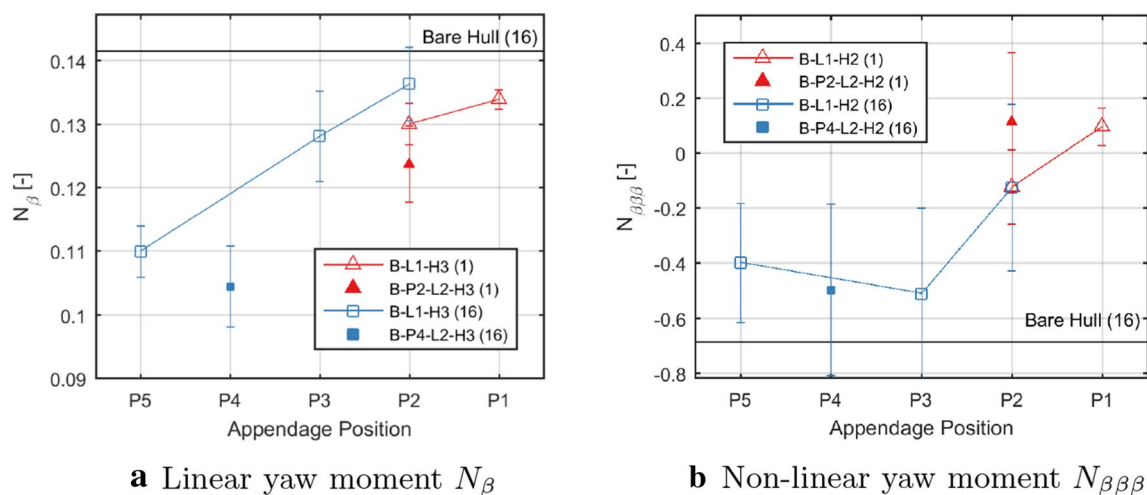 Bare Hull (16)
0.14
0.13
0.12
0.11
0.1
0.09
N_β [-]
B-L1-H3 (1)
B-P2-L2-H3 (1)
B-L1-H3 (16)
B-P4-L2-H3 (16)
P5 P4 P3 P2 P1
Appendage Position
a Linear yaw moment N_β
0.4
0.2
0
-0.2
-0.4
-0.6
-0.8
N_βββ [-]
B-L1-H2 (1)
B-P2-L2-H2 (1)
B-L1-H2 (16)
B-P4-L2-H2 (16)
Bare Hull (16)
P5 P4 P3 P2 P1
Appendage Position
b Non-linear yaw moment N_βββ